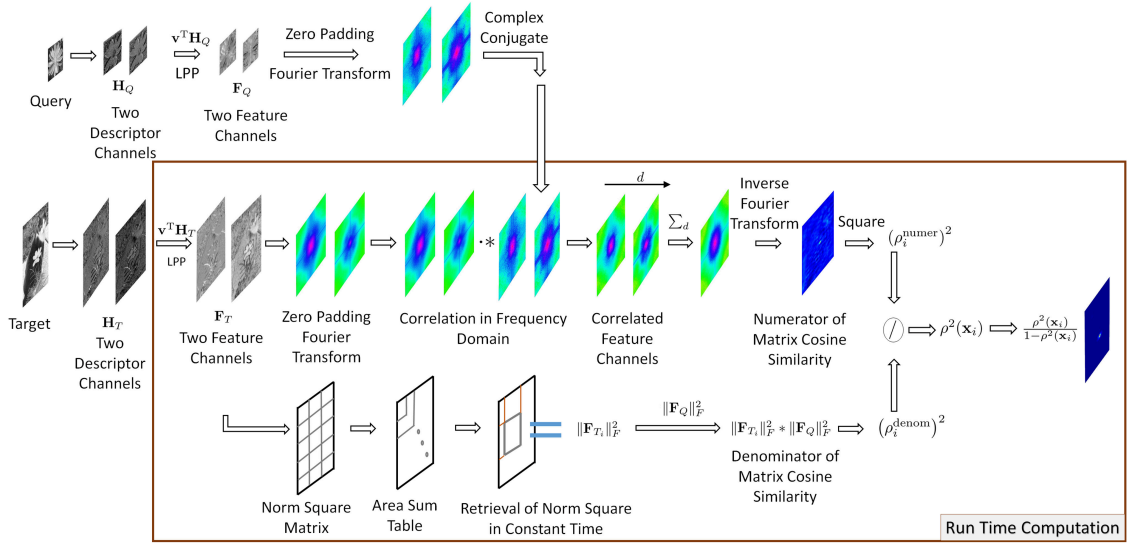 Query
H_Q
Two
Descriptor
Channels
v^T H_Q
LPP
F_Q
Two Feature
Channels
Zero Padding
Fourier Transform
Complex
Conjugate
Target
H_T
Two
Descriptor
Channels
v^T H_T
LPP
F_T
Two Feature
Channels
Zero Padding
Fourier
Transform
.*
Correlation in Frequency
Domain
d
Correlated
Feature
Channels
∑_d
Inverse
Fourier
Transform
Numerator of
Matrix Cosine
Similarity
Square
(ρ_i^numer)^2
/
ρ^2(x_i)
ρ^2(x_i) / 1−ρ^2(x_i)
Norm Square
Matrix
Area Sum
Table
Retrieval of Norm Square
in Constant Time
‖F_{T_i}‖_F^2
‖F_Q‖_F^2
‖F_{T_i}‖_F^2 * ‖F_Q‖_F^2
Denominator of
Matrix Cosine
Similarity
(ρ_i^denom)^2
Run Time Computation